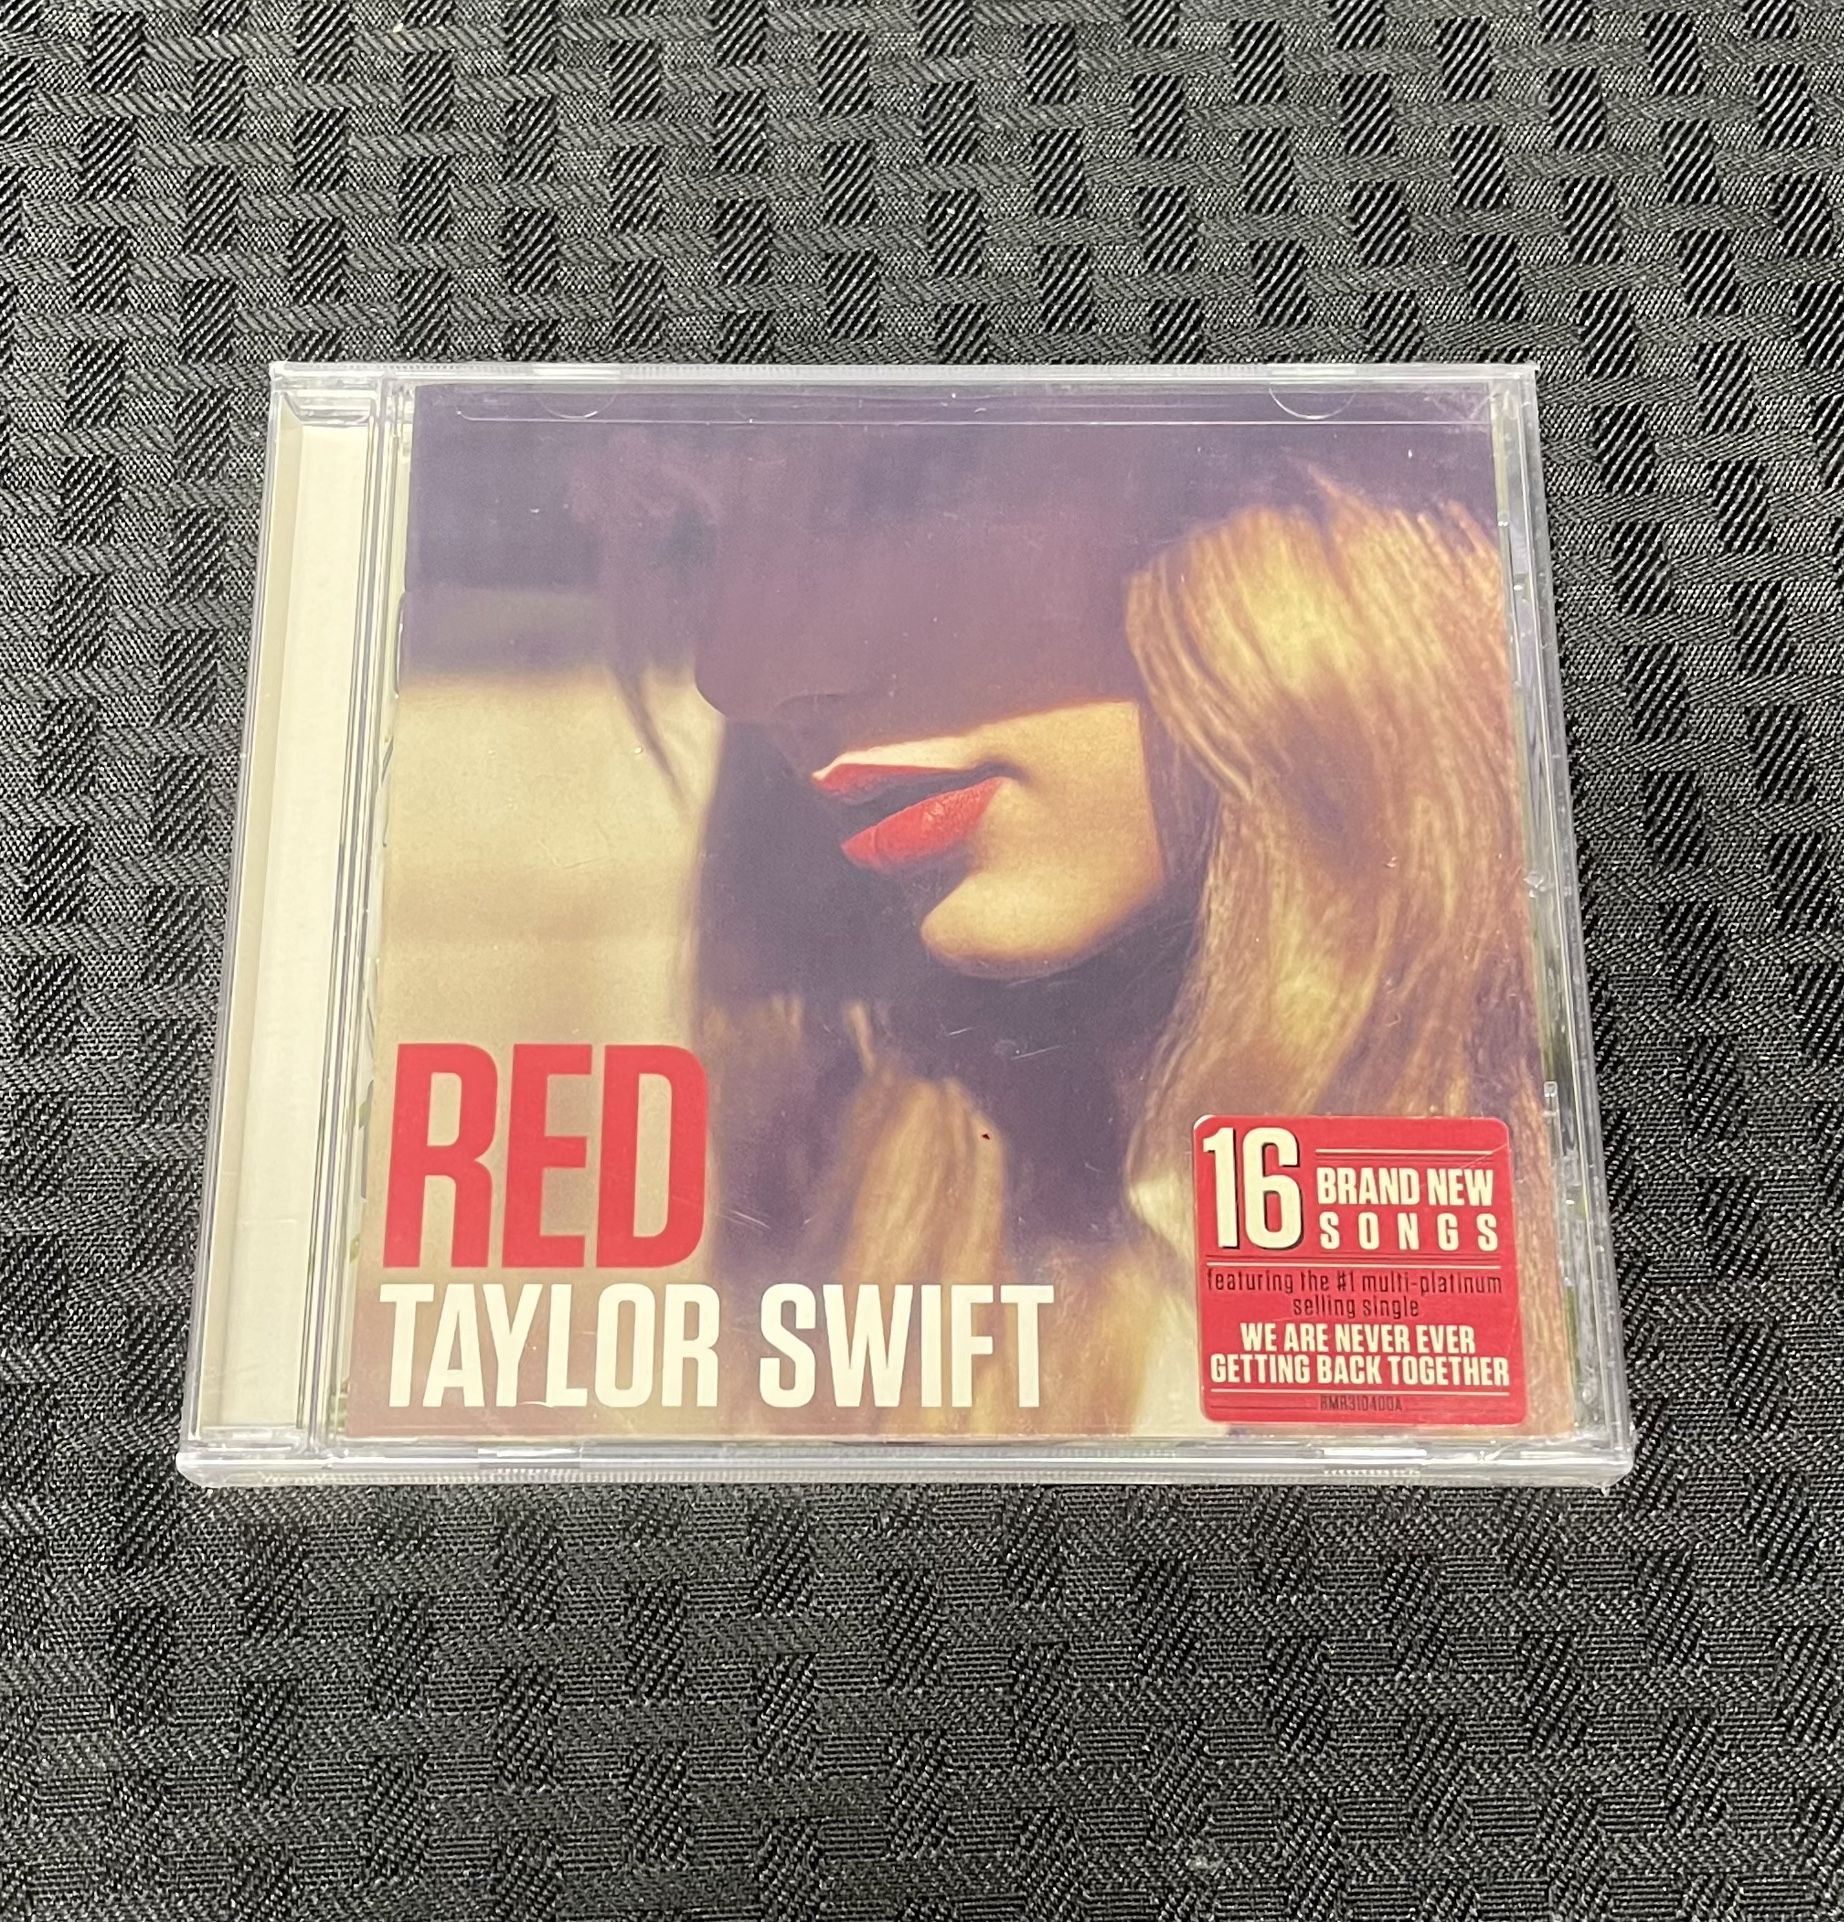 RED
TAYLOR SWIFT
16 BRAND NEW
SONGS
featuring the #1 multi-platinum
selling single
WE ARE NEVER EVER
GETTING BACK TOGETHER
BMR310400A